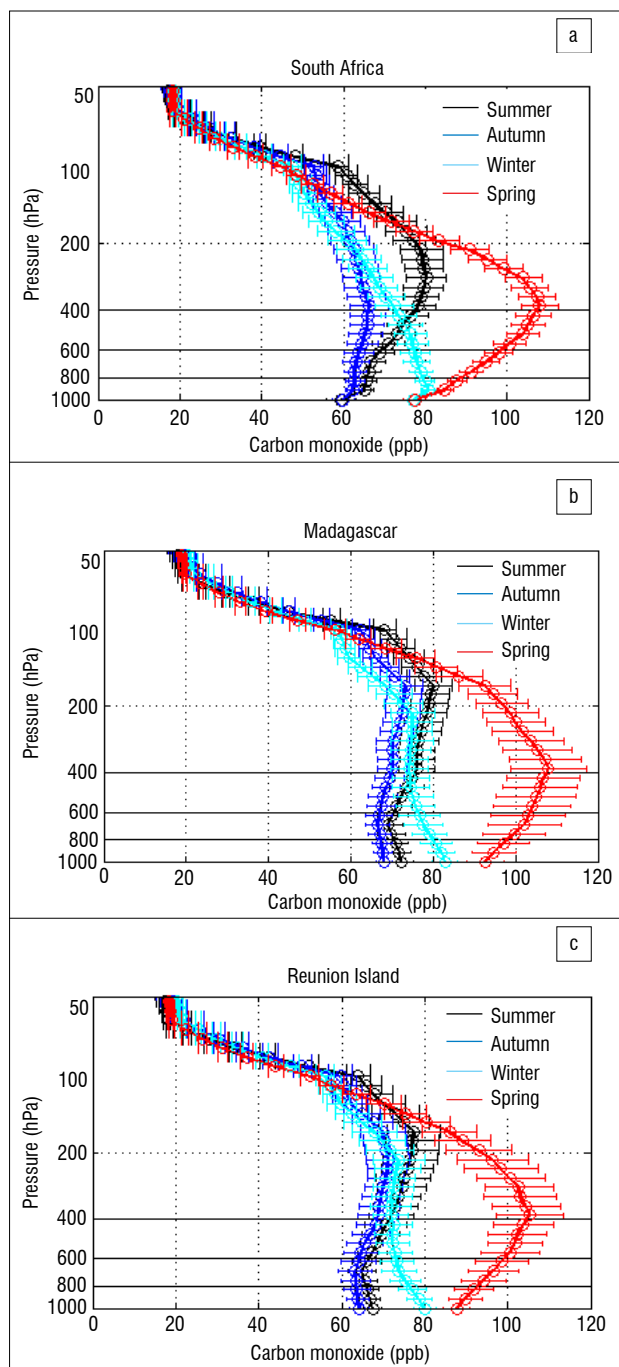 a
South Africa
50
100
200
400
600
800
1000
Pressure (hPa)
Summer
Autumn
Winter
Spring
0 20 40 60 80 100 120
Carbon monoxide (ppb)
b
Madagascar
50
100
200
400
600
800
1000
Pressure (hPa)
Summer
Autumn
Winter
Spring
0 20 40 60 80 100 120
Carbon monoxide (ppb)
c
Reunion Island
50
100
200
400
600
800
1000
Pressure (hPa)
Summer
Autumn
Winter
Spring
0 20 40 60 80 100 120
Carbon monoxide (ppb)